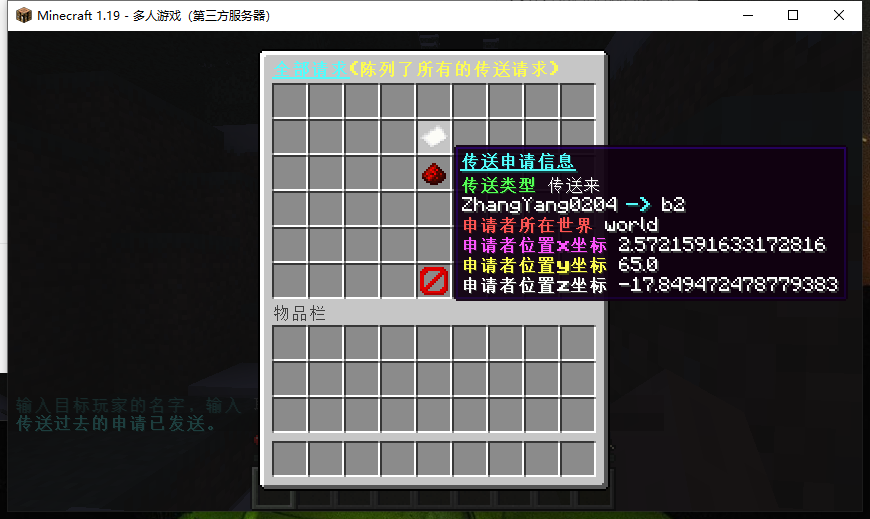 Minecraft 1.19 - 多人游戏（第三方服务器）
全部请求《陈列了所有的传送请求》
传送申请信息
传送类型 传送来
ZhangYang0204 -> b2
申请者所在世界 world
申请者位置x坐标 2.57215916331728​16
申请者位置y坐标 65.0
申请者位置z坐标 -17.849472478779383
物品栏
输入目标玩家的名字，输入
传送过去的申请已发送。